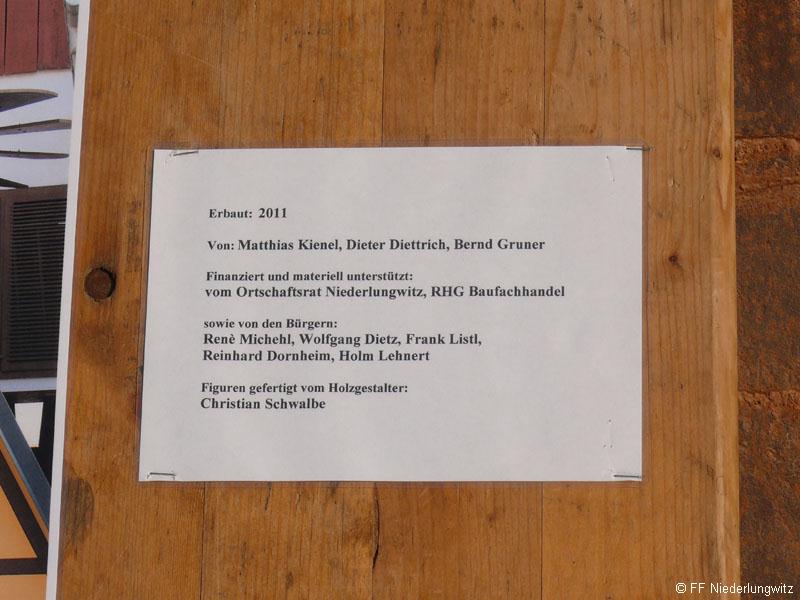 Erbaut: 2011
Von: Matthias Kienel, Dieter Diettrich, Bernd Gruner
Finanziert und materiell unterstützt:
vom Ortschaftsrat Niederlungwitz, RHG Baufachhandel
sowie von den Bürgern:
Renè Michehl, Wolfgang Dietz, Frank Listl,
Reinhard Dornheim, Holm Lehnert
Figuren gefertigt vom Holzgestalter:
Christian Schwalbe
© FF Niederlungwitz